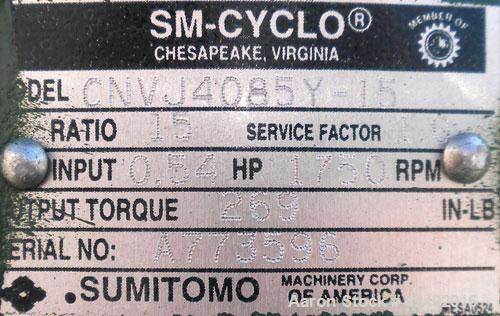 SM-CYCLO®
CHESAPEAKE, VIRGINIA
MEMBER OF
DEL CNVJ4085Y-15
RATIO 15 SERVICE FACTOR
INPUT 0.54 HP 1750 RPM
TPUT TORQUE 269 IN-LB
ERIAL NO: A773596
SUMITOMO MACHINERY CORP.
OF AMERICA